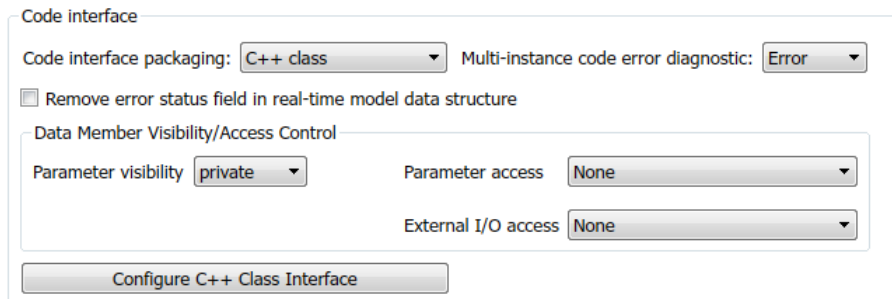 Code interface
Code interface packaging: C++ class Multi-instance code error diagnostic: Error
Remove error status field in real-time model data structure
Data Member Visibility/Access Control
Parameter visibility private Parameter access None
External I/O access None
Configure C++ Class Interface